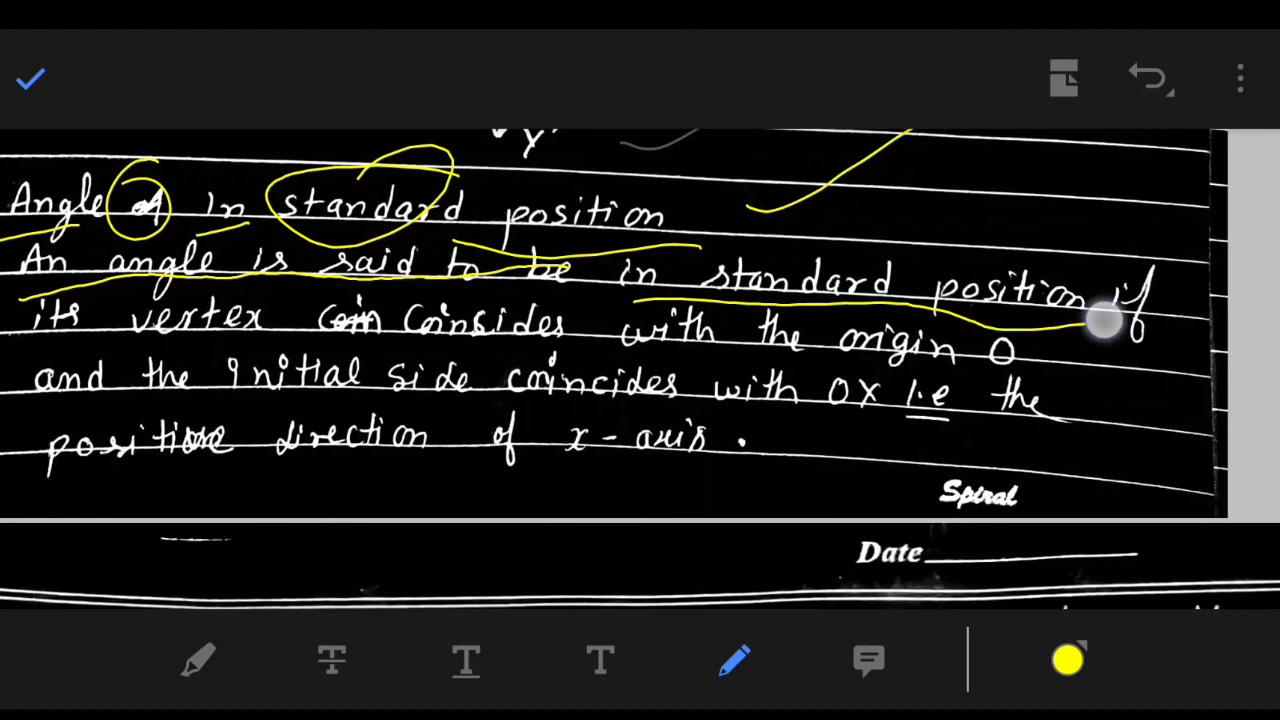 Angle in standard position
An angle is said to be in standard position if
its vertex coinsides with the origin O
and the initial side coincides with OX i.e the
positive direction of x-axis.
Spiral
Date